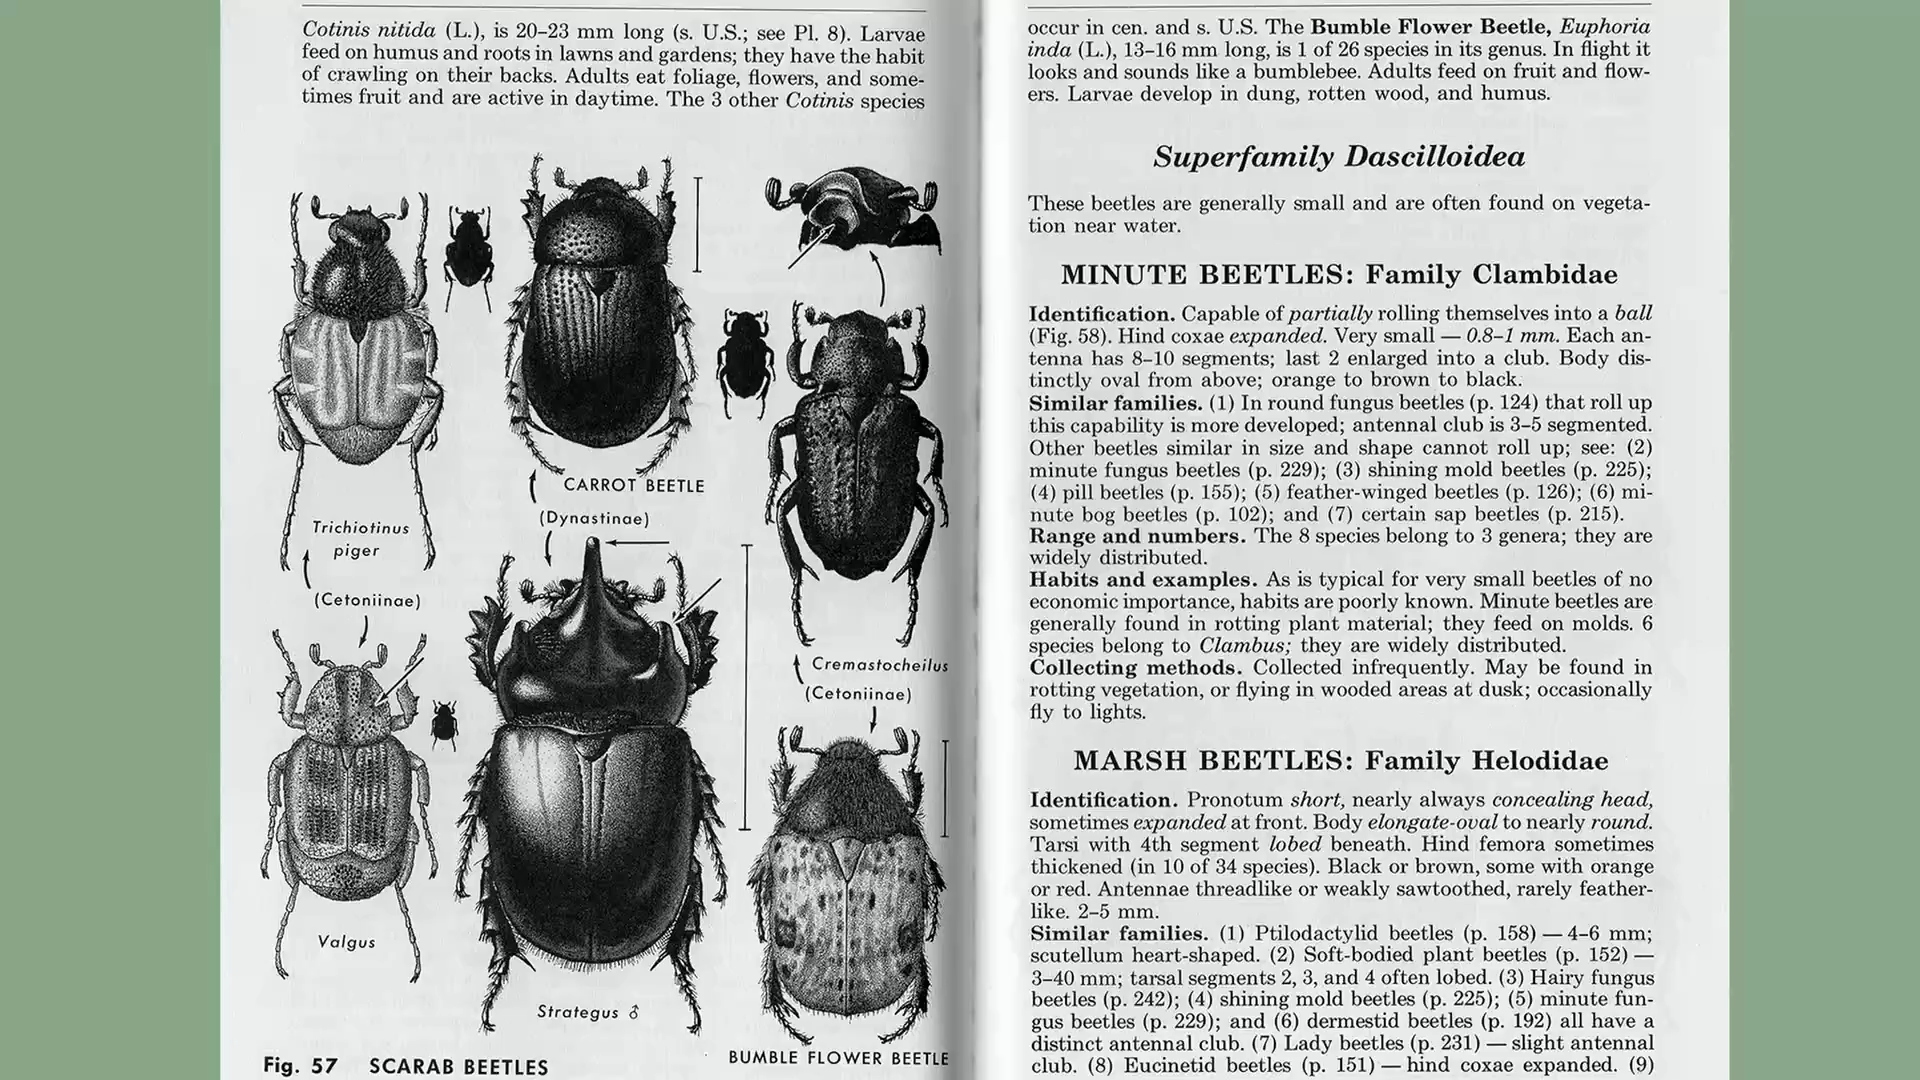 Cotinis nitida (L.), is 20–23 mm long (s. U.S.; see Pl. 8). Larvae
feed on humus and roots in lawns and gardens; they have the habit
of crawling on their backs. Adults eat foliage, flowers, and some-
times fruit and are active in daytime. The 3 other Cotinis species
CARROT BEETLE
(Dynastinae)
Trichiotinus
piger
(Cetoniinae)
Cremastocheilus
(Cetoniinae)
Valgus
Strategus ♂
BUMBLE FLOWER BEETLE
Fig. 57 SCARAB BEETLES
occur in cen. and s. U.S. The Bumble Flower Beetle, Euphoria
inda (L.), 13–16 mm long, is 1 of 26 species in its genus. In flight it
looks and sounds like a bumblebee. Adults feed on fruit and flow-
ers. Larvae develop in dung, rotten wood, and humus.
Superfamily Dascilloidea
These beetles are generally small and are often found on vegeta-
tion near water.
MINUTE BEETLES: Family Clambidae
Identification. Capable of partially rolling themselves into a ball
(Fig. 58). Hind coxae expanded. Very small — 0.8–1 mm. Each an-
tenna has 8–10 segments; last 2 enlarged into a club. Body dis-
tinctly oval from above; orange to brown to black.
Similar families. (1) In round fungus beetles (p. 124) that roll up
this capability is more developed; antennal club is 3–5 segmented.
Other beetles similar in size and shape cannot roll up; see: (2)
minute fungus beetles (p. 229); (3) shining mold beetles (p. 225);
(4) pill beetles (p. 155); (5) feather-winged beetles (p. 126); (6) mi-
nute bog beetles (p. 102); and (7) certain sap beetles (p. 215).
Range and numbers. The 8 species belong to 3 genera; they are
widely distributed.
Habits and examples. As is typical for very small beetles of no
economic importance, habits are poorly known. Minute beetles are
generally found in rotting plant material; they feed on molds. 6
species belong to Clambus; they are widely distributed.
Collecting methods. Collected infrequently. May be found in
rotting vegetation, or flying in wooded areas at dusk; occasionally
fly to lights.
MARSH BEETLES: Family Helodidae
Identification. Pronotum short, nearly always concealing head,
sometimes expanded at front. Body elongate-oval to nearly round.
Tarsi with 4th segment lobed beneath. Hind femora sometimes
thickened (in 10 of 34 species). Black or brown, some with orange
or red. Antennae threadlike or weakly sawtoothed, rarely feather-
like. 2–5 mm.
Similar families. (1) Ptilodactylid beetles (p. 158) — 4–6 mm;
scutellum heart-shaped. (2) Soft-bodied plant beetles (p. 152) —
3–40 mm; tarsal segments 2, 3, and 4 often lobed. (3) Hairy fungus
beetles (p. 242); (4) shining mold beetles (p. 225); (5) minute fun-
gus beetles (p. 229); and (6) dermestid beetles (p. 192) all have a
distinct antennal club. (7) Lady beetles (p. 231) — slight antennal
club. (8) Eucinetid beetles (p. 151) — hind coxae expanded. (9)